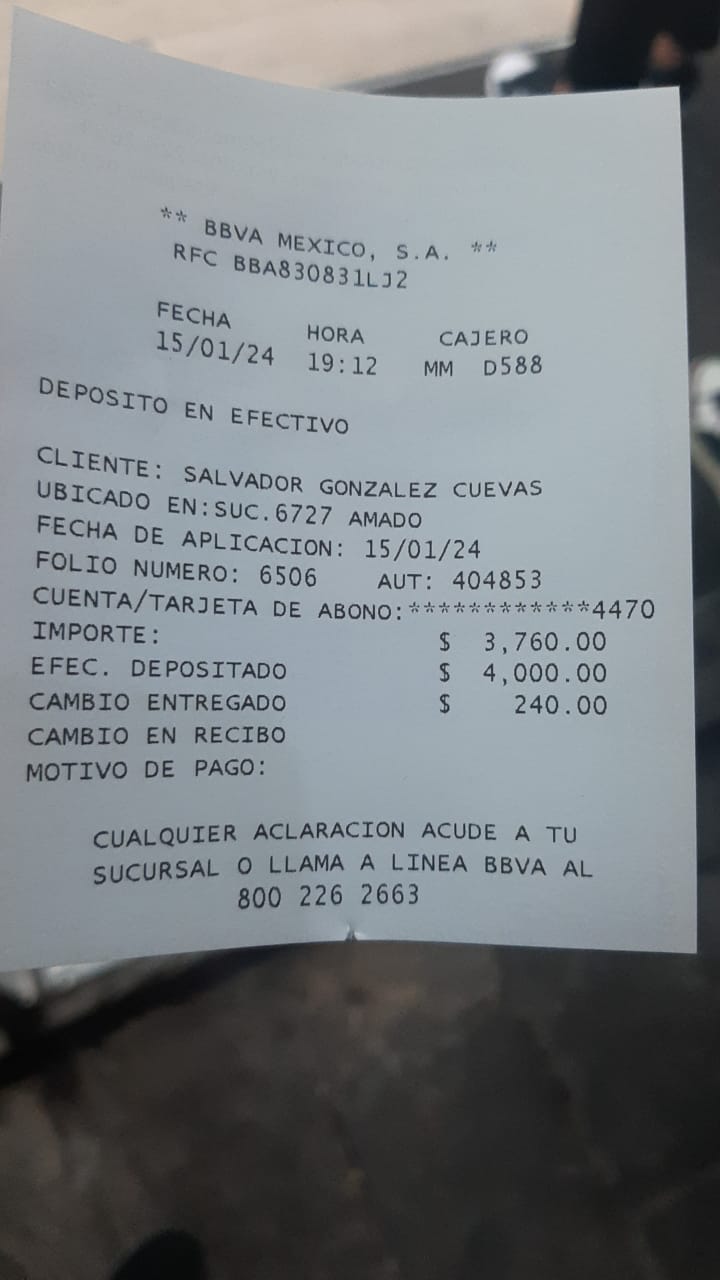 ** BBVA MEXICO, S.A. **
RFC BBA830831LJ2
FECHA HORA CAJERO
15/01/24 19:12 MM D588
DEPOSITO EN EFECTIVO
CLIENTE: SALVADOR GONZALEZ CUEVAS
UBICADO EN:SUC.6727 AMADO
FECHA DE APLICACION: 15/01/24
FOLIO NUMERO: 6506 AUT: 404853
CUENTA/TARJETA DE ABONO:************4470
IMPORTE: $ 3,760.00
EFEC. DEPOSITADO $ 4,000.00
CAMBIO ENTREGADO $ 240.00
CAMBIO EN RECIBO
MOTIVO DE PAGO:
CUALQUIER ACLARACION ACUDE A TU
SUCURSAL O LLAMA A LINEA BBVA AL
800 226 2663